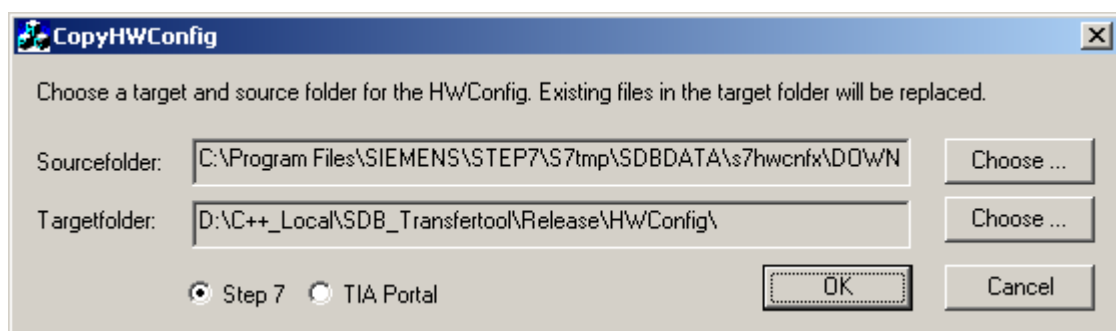 CopyHWConfig
Choose a target and source folder for the HWConfig. Existing files in the target folder will be replaced.
Sourcefolder: C:\Program Files\SIEMENS\STEP7\S7tmp\SDBDATA\s7hwcnfx\DOWN Choose ...
Targetfolder: D:\C++_Local\SDB_Transfertool\Release\HWConfig\ Choose ...
Step 7 TIA Portal OK Cancel